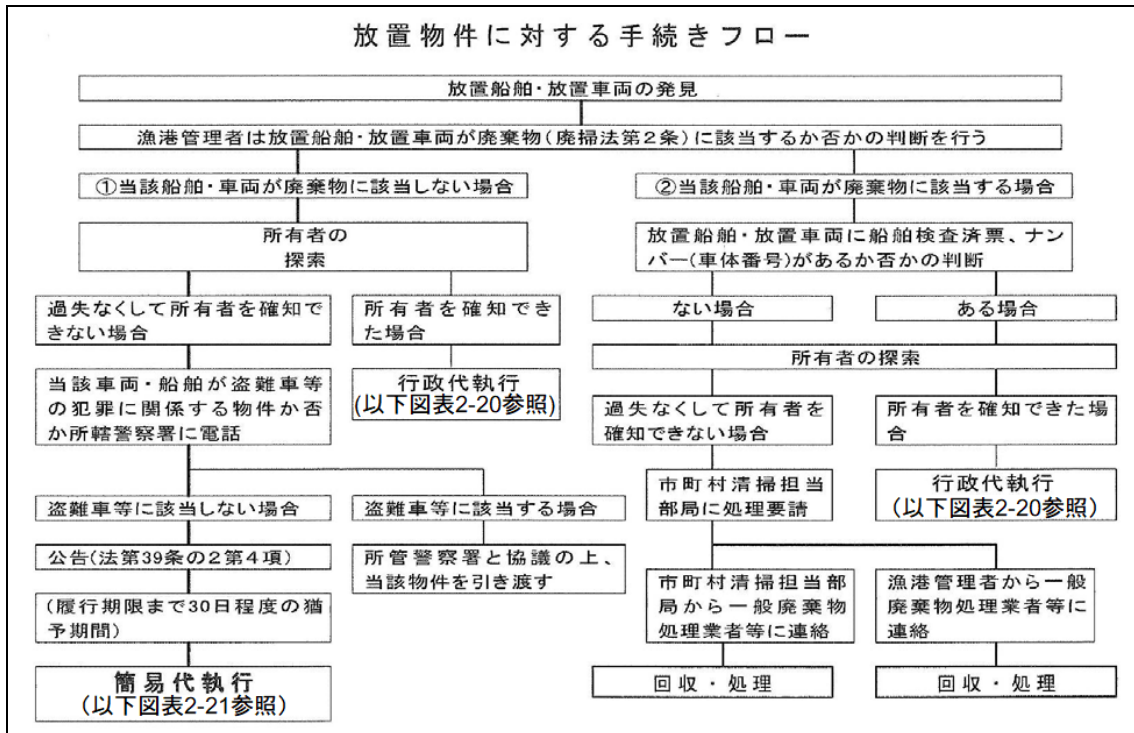 放置物件に対する手続きフロー
放置船舶・放置車両の発見
漁港管理者は放置船舶・放置車両が廃棄物(廃掃法第2条)に該当するか否かの判断を行う
①当該船舶・車両が廃棄物に該当しない場合
②当該船舶・車両が廃棄物に該当する場合
所有者の
探索
放置船舶・放置車両に船舶検査済票、ナン
バー(車体番号)があるか否かの判断
過失なくして所有者を確知で
きない場合
所有者を確知でき
た場合
ない場合
ある場合
所有者の探索
当該車両・船舶が盗難車等
の犯罪に関係する物件か否
か所轄警察署に電話
行政代執行
(以下図表2-20参照)
過失なくして所有者を
確知できない場合
所有者を確知できた場
合
市町村清掃担当
部局に処理要請
行政代執行
(以下図表2-20参照)
盗難車等に該当しない場合
盗難車等に該当する場合
公告(法第39条の2第4項)
所管警察署と協議の上、
当該物件を引き渡す
(履行期限まで30日程度の猶
予期間)
市町村清掃担当部
局から一般廃棄物
処理業者等に連絡
漁港管理者から一般
廃棄物処理業者等に
連絡
簡易代執行
(以下図表2-21参照)
回収・処理
回収・処理